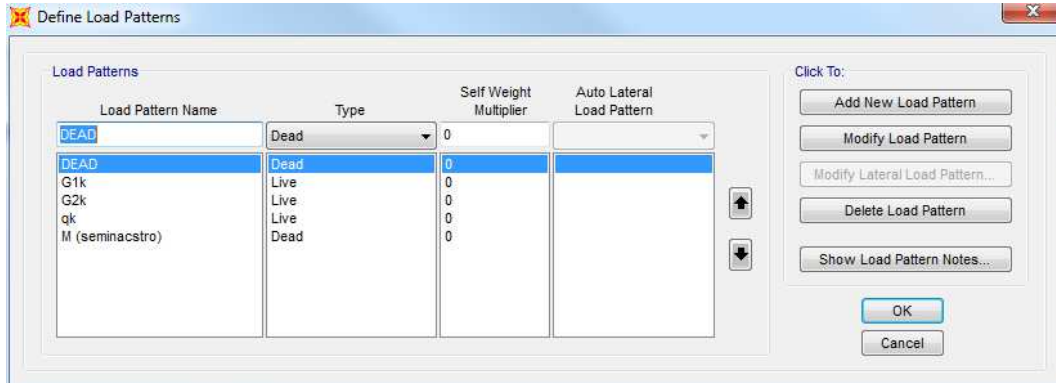 Define Load Patterns
Load Patterns
Click To:
Load Pattern Name
Type
Self Weight Multiplier
Auto Lateral Load Pattern
DEAD
Dead
0
DEAD Dead 0
G1k Live 0
G2k Live 0
qk Live 0
M (seminacstro) Dead 0
Add New Load Pattern
Modify Load Pattern
Modify Lateral Load Pattern...
Delete Load Pattern
Show Load Pattern Notes...
OK
Cancel